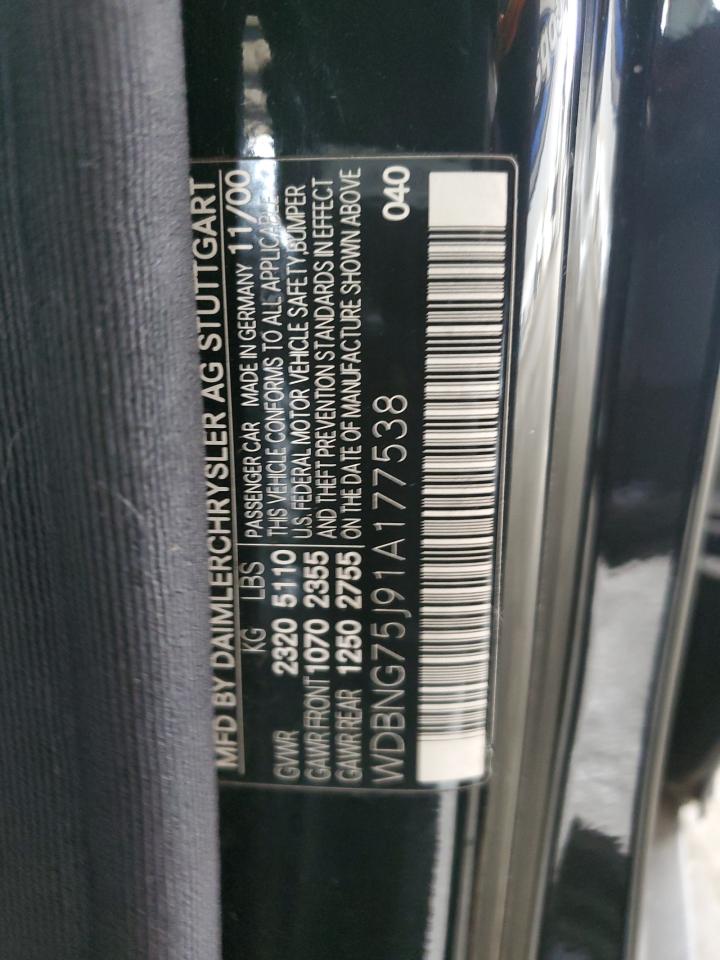 MFD BY DAIMLERCHRYSLER AG STUTTGART
KG LBS PASSENGER CAR MADE IN GERMANY 11/00
GVWR 2320 5110 THIS VEHICLE CONFORMS TO ALL APPLICABLE
GAWR FRONT 1070 2355 U.S. FEDERAL MOTOR VEHICLE SAFETY BUMPER
GAWR REAR 1250 2755 AND THEFT PREVENTION STANDARDS IN EFFECT
ON THE DATE OF MANUFACTURE SHOWN ABOVE
WDBNG75J91A177538 040